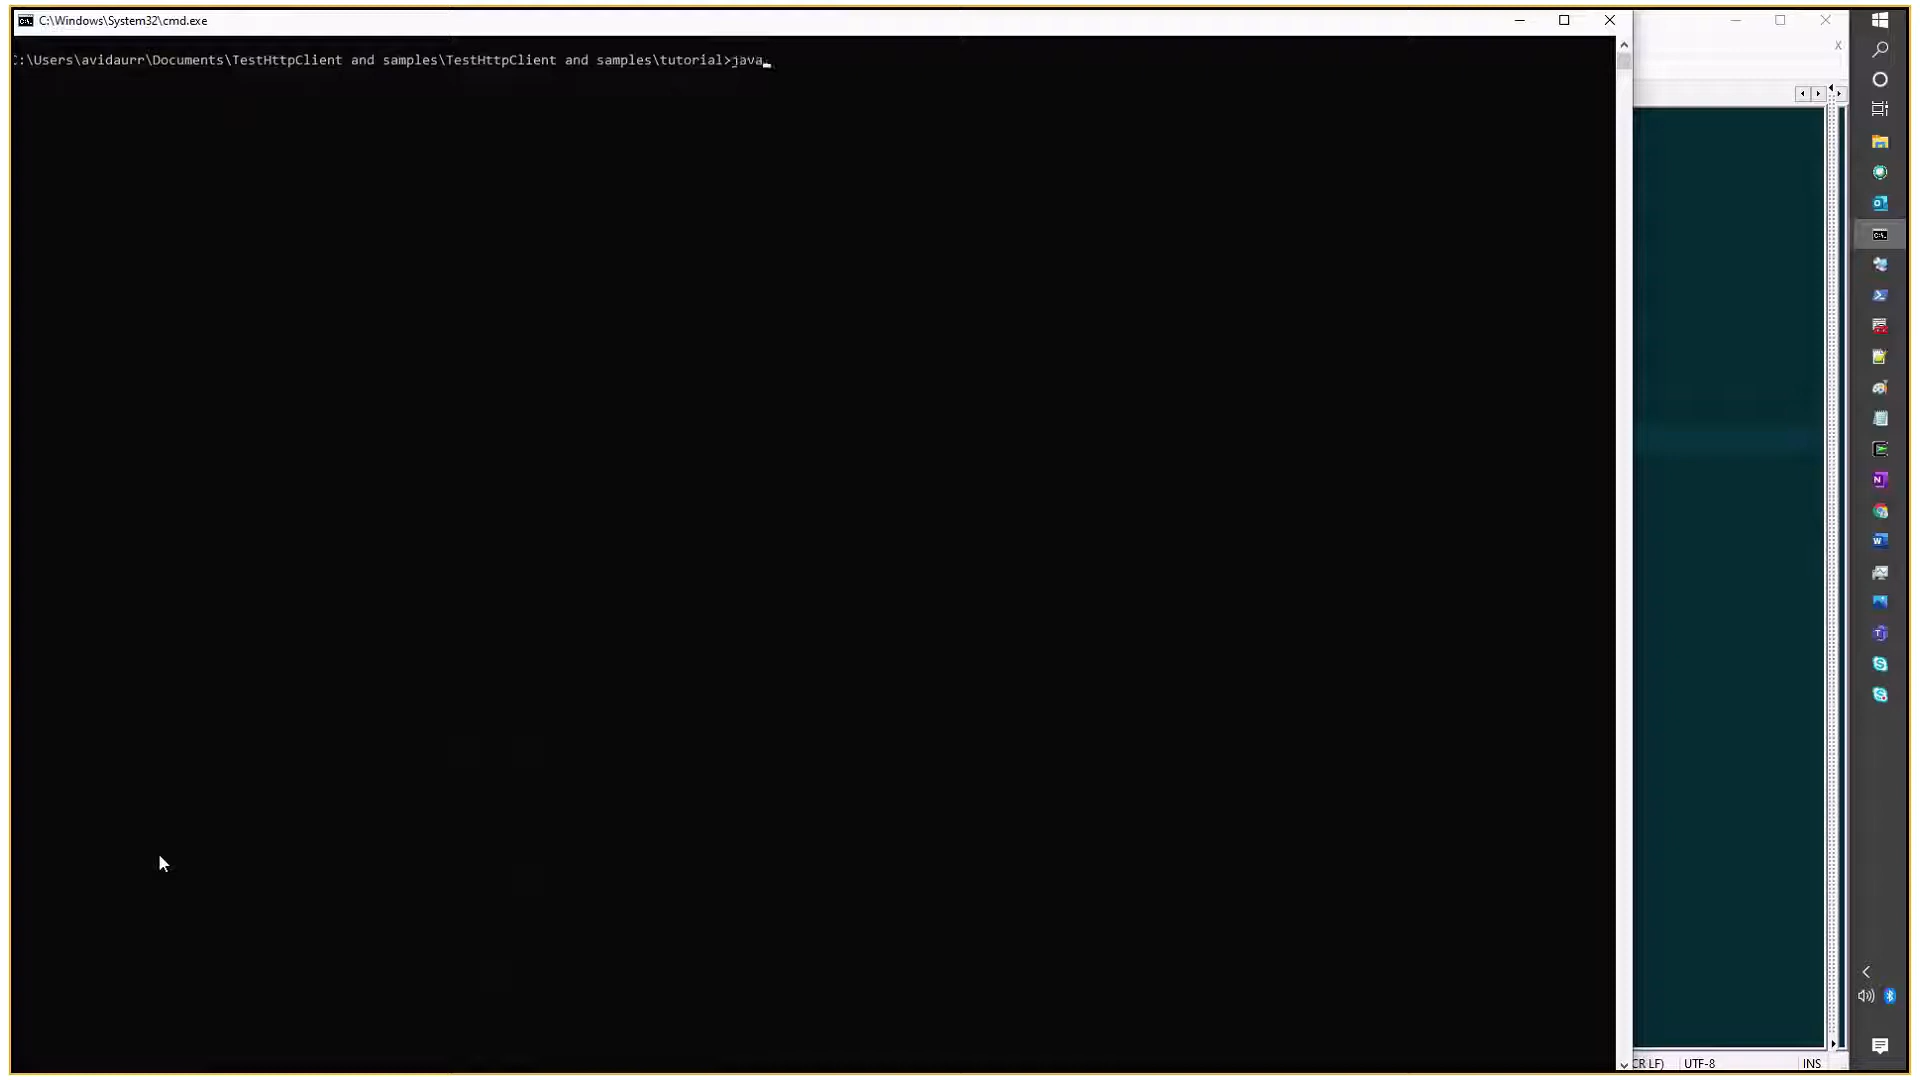 C:\Windows\System32\cmd.exe
:\Users\avidaurr\Documents\TestHttpClient and samples\TestHttpClient and samples\tutorial>java
CR LF) UTF-8 INS